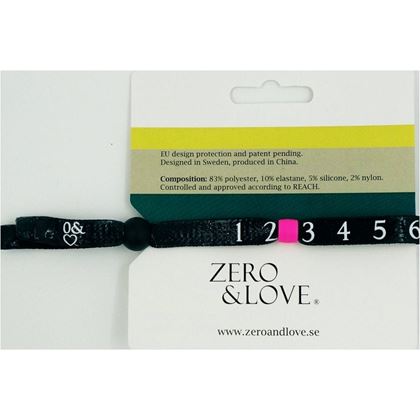 EU design protection and patent pending.
Designed in Sweden, produced in China.
Composition: 83% polyester, 10% elastane, 5% silicone, 2% nylon.
Controlled and approved according to REACH.
0&♡ 1 2 3 4 5 6
ZERO
&LOVE®
www.zeroandlove.se